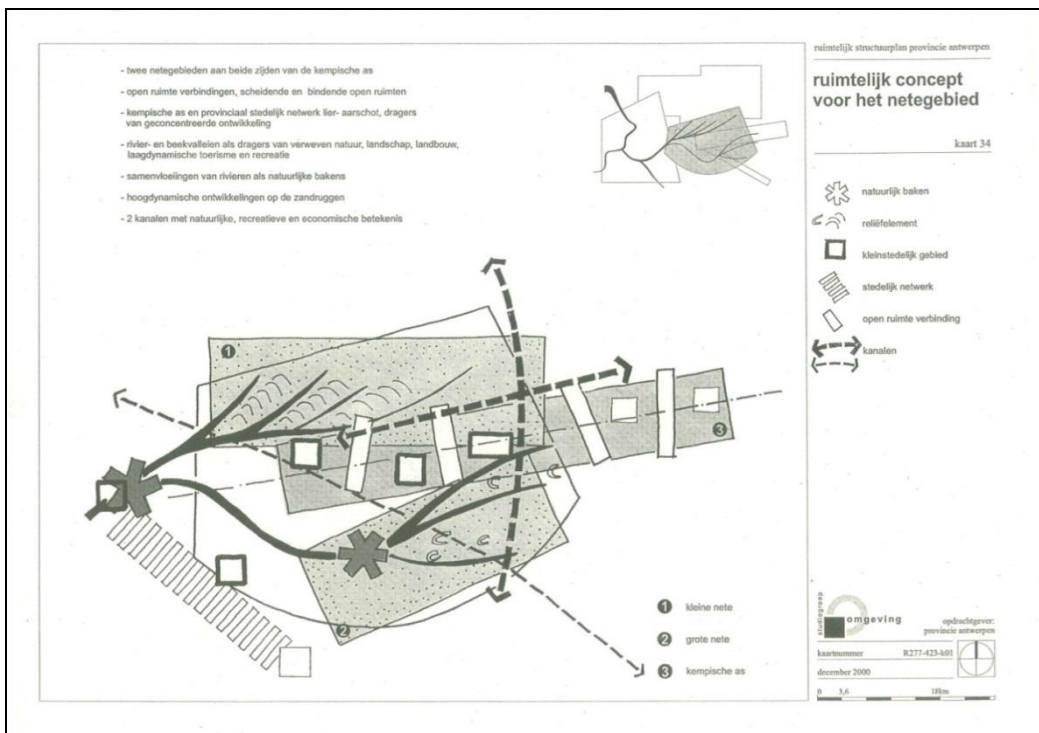 - twee netegebieden aan beide zijden van de kempische as
- open ruimte verbindingen, scheidende en bindende open ruimten
- kempische as en provinciaal stedelijk netwerk lier- aarschot, dragers
van geconcentreerde ontwikkeling
- rivier- en beekvalleien als dragers van verweven natuur, landschap, landbouw,
laagdynamische toerisme en recreatie
- samenvloeiingen van rivieren als natuurlijke bakens
- hoogdynamische ontwikkelingen op de zandruggen
- 2 kanalen met natuurlijke, recreatieve en economische betekenis
ruimtelijk structuurplan provincie antwerpen
ruimtelijk concept
voor het netegebied
kaart 34
natuurlijk baken
reliëfelement
kleinstedelijk gebied
stedelijk netwerk
open ruimte verbinding
kanalen
1
3
2
1 kleine nete
2 grote nete
3 kempische as
studiegroep
omgeving
opdrachtgever:
provincie antwerpen
kaartnummer R277-423-k01
december 2000
0 3,6 18km